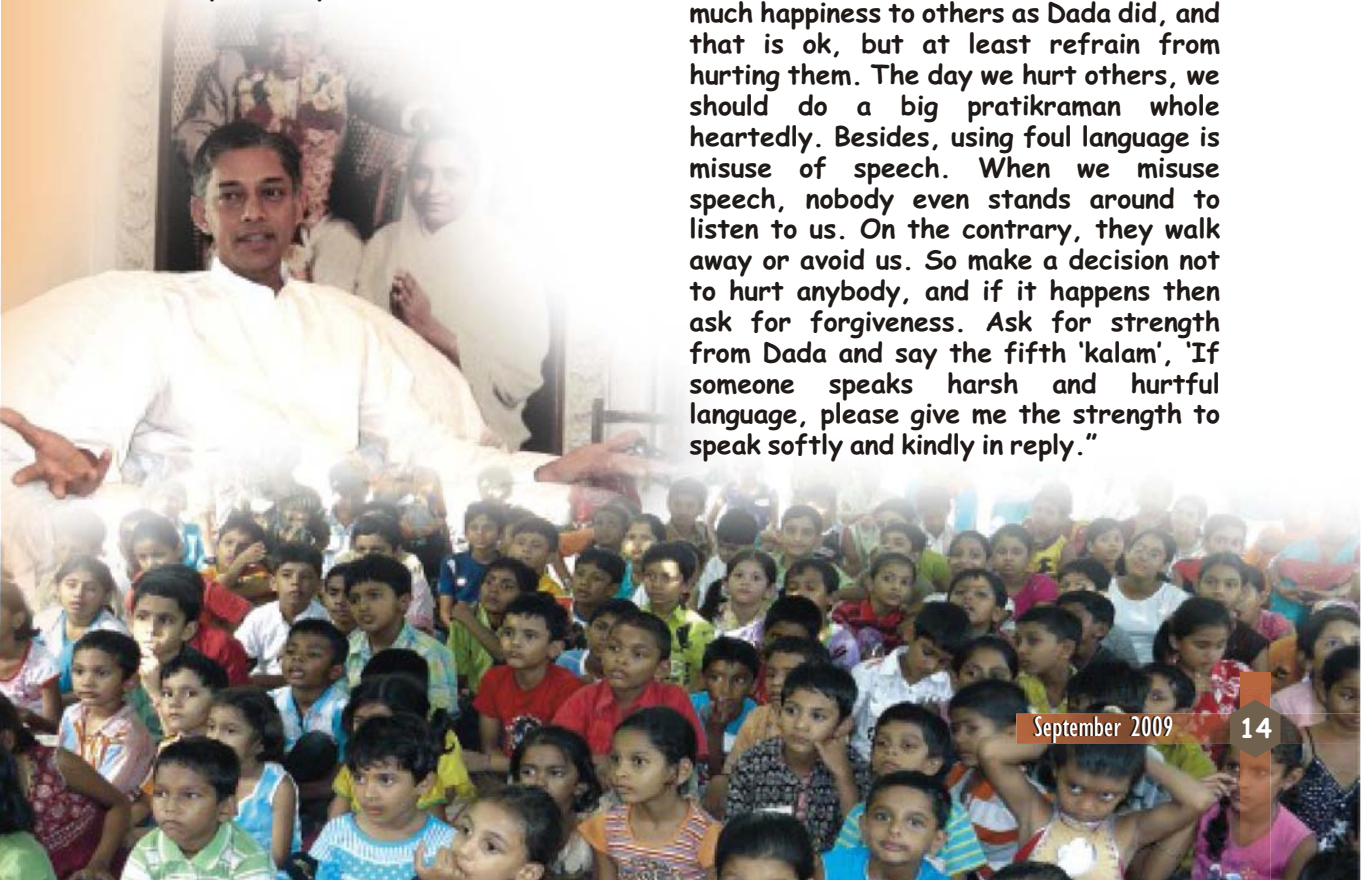 much happiness to others as Dada did, and
that is ok, but at least refrain from
hurting them. The day we hurt others, we
should do a big pratikraman whole
heartedly. Besides, using foul language is
misuse of speech. When we misuse
speech, nobody even stands around to
listen to us. On the contrary, they walk
away or avoid us. So make a decision not
to hurt anybody, and if it happens then
ask for forgiveness. Ask for strength
from Dada and say the fifth ‘kalam’, ‘If
someone speaks harsh and hurtful
language, please give me the strength to
speak softly and kindly in reply.”
September 2009
14